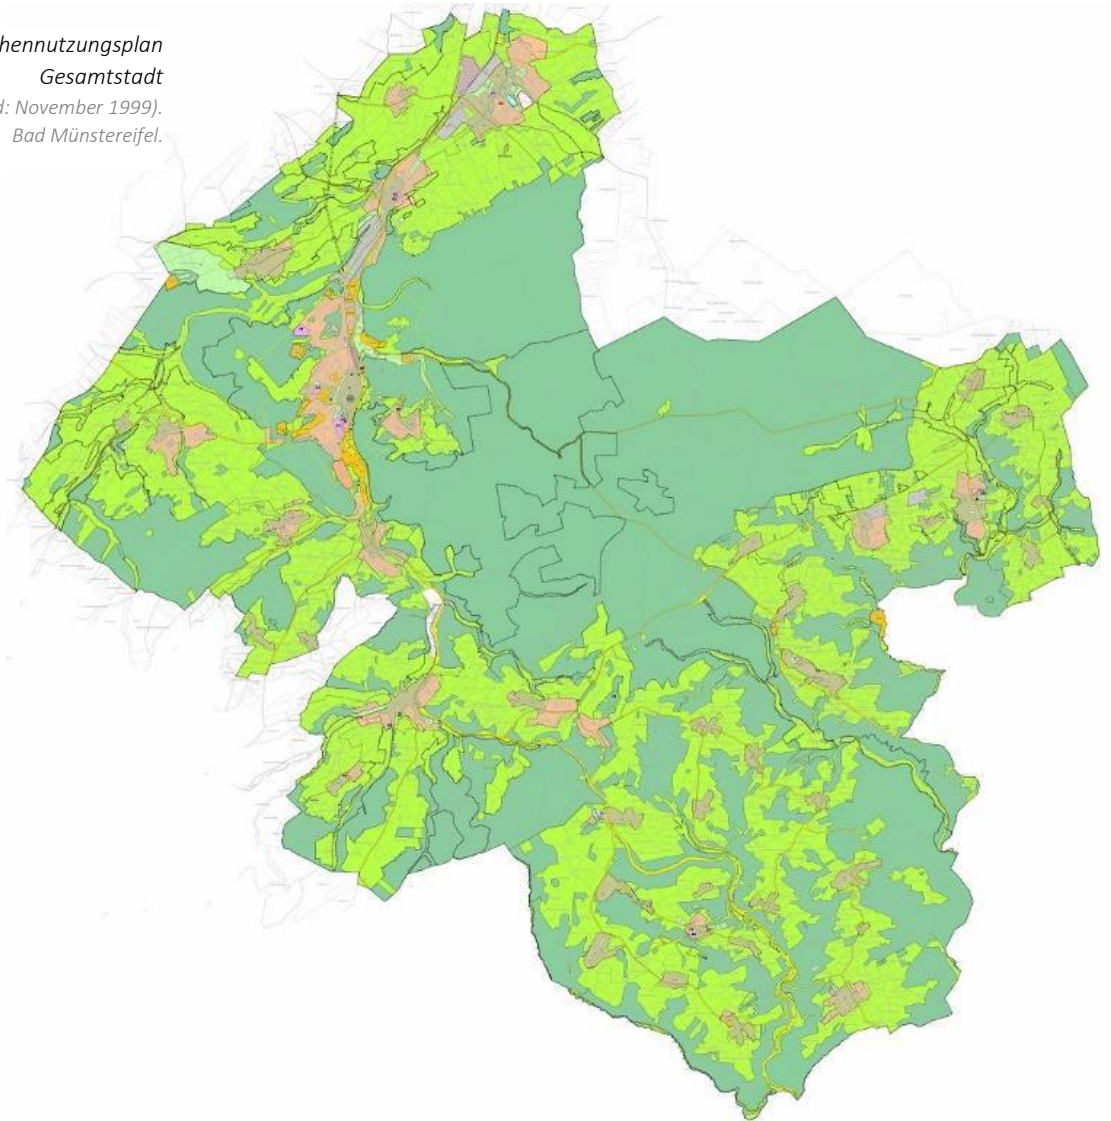 hennutzungsplan
Gesamtstadt
d: November 1999).
Bad Münstereifel.